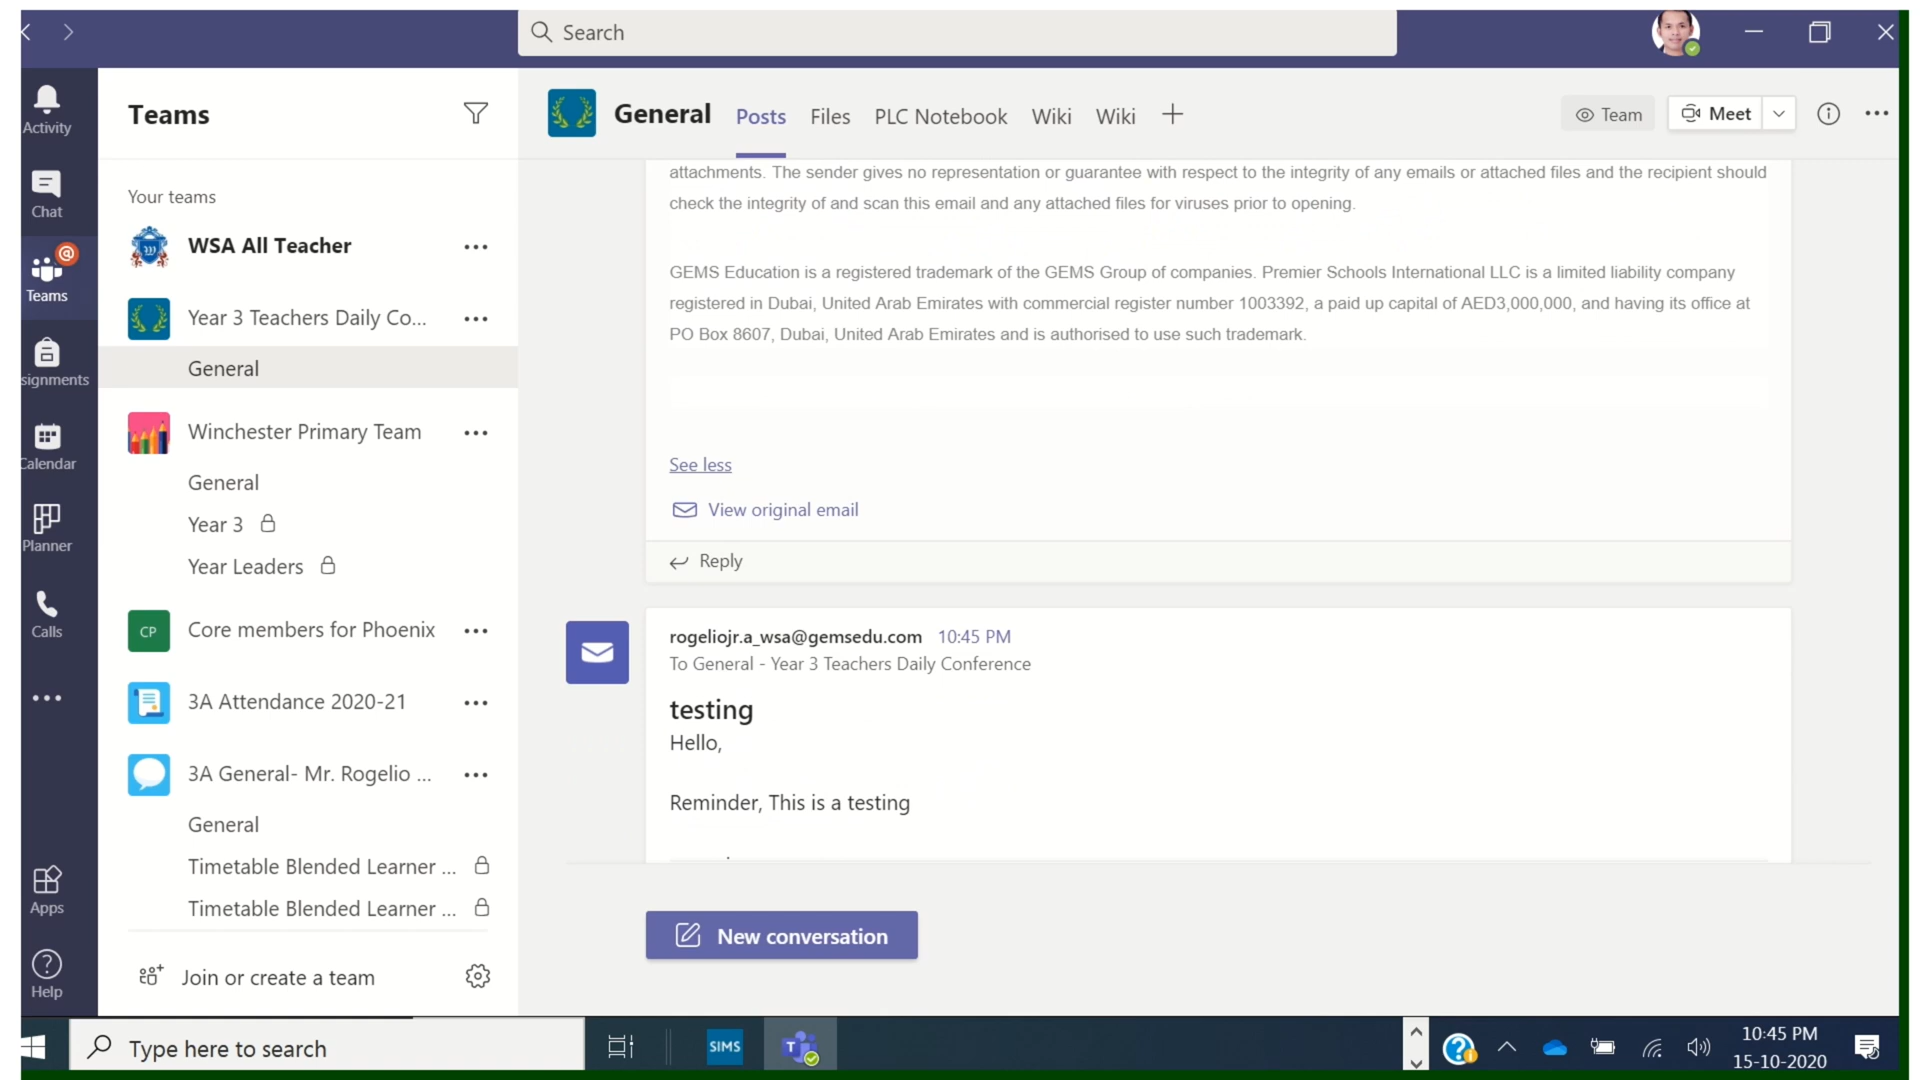 Search
Activity
Chat
Teams
signments
Calendar
Planner
Calls
Apps
Help
Teams
Your teams
WSA All Teacher
Year 3 Teachers Daily Co...
General
Winchester Primary Team
General
Year 3
Year Leaders
CP
Core members for Phoenix
3A Attendance 2020-21
3A General- Mr. Rogelio ...
General
Timetable Blended Learner ...
Timetable Blended Learner ...
Join or create a team
General Posts Files PLC Notebook Wiki Wiki
Team Meet
attachments. The sender gives no representation or guarantee with respect to the integrity of any emails or attached files and the recipient should
check the integrity of and scan this email and any attached files for viruses prior to opening.
GEMS Education is a registered trademark of the GEMS Group of companies. Premier Schools International LLC is a limited liability company
registered in Dubai, United Arab Emirates with commercial register number 1003392, a paid up capital of AED3,000,000, and having its office at
PO Box 8607, Dubai, United Arab Emirates and is authorised to use such trademark.
See less
View original email
Reply
rogeliojr.a_wsa@gemsedu.com 10:45 PM
To General - Year 3 Teachers Daily Conference
testing
Hello,
Reminder, This is a testing
New conversation
Type here to search
SIMS
T
10:45 PM
15-10-2020